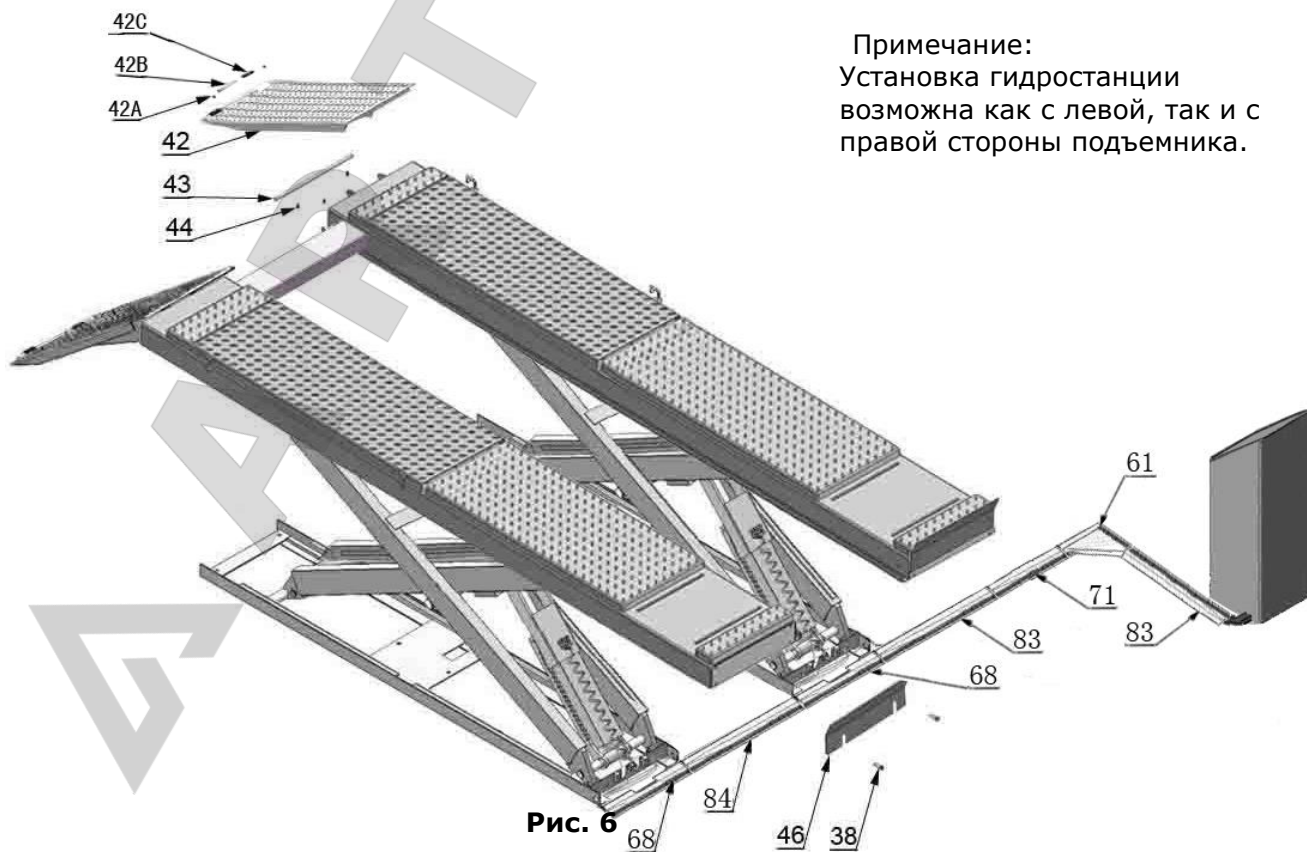 42C
42B
42A
42
43
44
Примечание:
Установка гидростанции
возможна как с левой, так и с
правой стороны подъемника.
61
71
83
83
68
84
68
46
38
Рис. 6